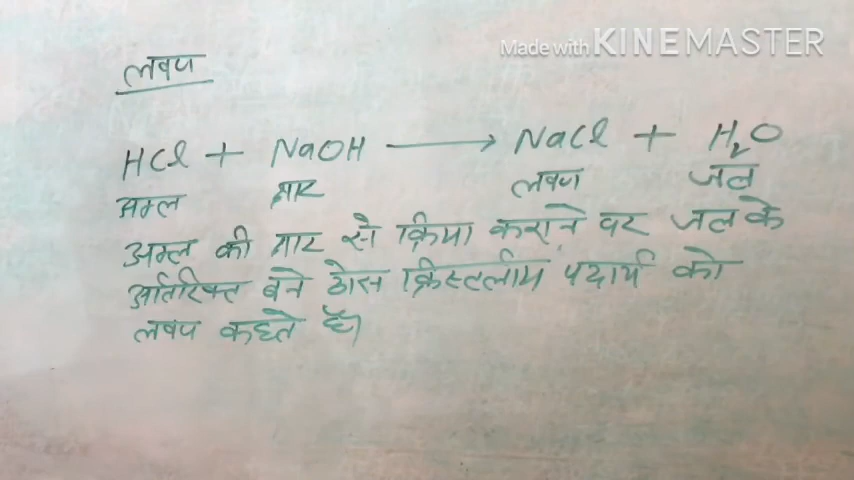 Made with KINEMASTER
लवण
HCl + NaOH ⟶ NaCl + H₂O
अम्ल क्षार लवण जल
अम्ल की क्षार से क्रिया कराने पर जल के
अतिरिक्त बने ठोस क्रिस्टलीय पदार्थ को
लवण कहते हैं।